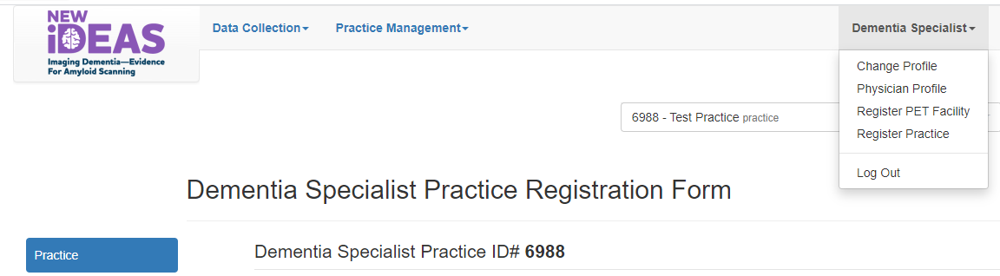 NEW
iDEAS
Imaging Dementia—Evidence
For Amyloid Scanning
Data Collection
Practice Management
Dementia Specialist
Change Profile
Physician Profile
Register PET Facility
Register Practice
Log Out
6988 - Test Practice practice
Dementia Specialist Practice Registration Form
Practice
Dementia Specialist Practice ID# 6988